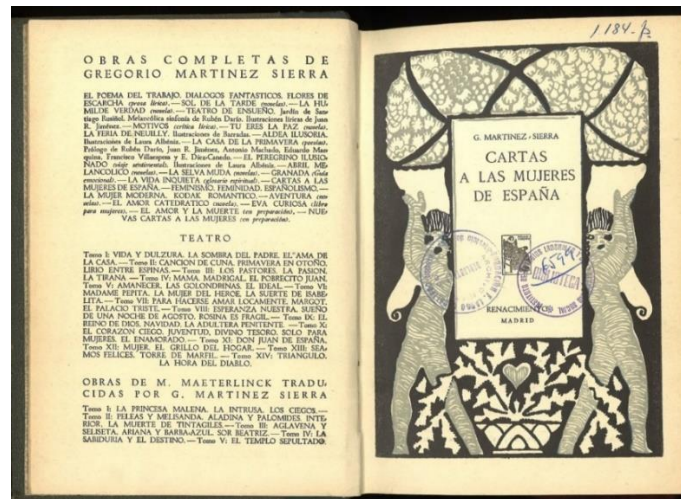 OBRAS COMPLETAS DE
GREGORIO MARTINEZ SIERRA
EL POEMA DEL TRABAJO. DIALOGOS FANTASTICOS. FLORES DE
ESCARCHA (prosa lírica). — SOL DE LA TARDE (novelas). — LA HU-
MILDE VERDAD (novela). — TEATRO DE ENSUEÑO. Jardín de San-
tiago Rusiñol. Melancólica sinfonía de Rubén Darío. Ilustraciones líricas de Juan
R. Jiménez. — MOTIVOS (crítica lírica). — TU ERES LA PAZ (novela).
LA FERIA DE NEUILLY. Ilustraciones de Barradas. — ALDEA ILUSORIA.
Ilustraciones de Laura Albéniz. — LA CASA DE LA PRIMAVERA (poesías).
Prólogo de Rubén Darío, Juan R. Jiménez, Antonio Machado, Eduardo Mar-
quina, Francisco Villaespesa y E. Díez-Canedo. — EL PEREGRINO ILUSIO-
NADO (viaje sentimental). Ilustraciones de Laura Albéniz. — ABRIL ME-
LANCOLICO (novelas). — LA SELVA MUDA (novelas). — GRANADA (Guía
emocional). — LA VIDA INQUIETA (glosario espiritual). — CARTAS A LAS
MUJERES DE ESPAÑA. — FEMINISMO, FEMINIDAD, ESPAÑOLISMO. —
LA MUJER MODERNA. KODAK ROMANTICO. — AVENTURA (no-
velas). — EL AMOR CATEDRATICO (novela). — EVA CURIOSA (libro
para mujeres). — EL AMOR Y LA MUERTE (en preparación). — NUE-
VAS CARTAS A LAS MUJERES (en preparación).
TEATRO
Tomo I: VIDA Y DULZURA. LA SOMBRA DEL PADRE. EL AMA DE
LA CASA. — Tomo II: CANCION DE CUNA. PRIMAVERA EN OTOÑO.
LIRIO ENTRE ESPINAS. — Tomo III: LOS PASTORES. LA PASION.
LA TIRANA. — Tomo IV: MAMA. MADRIGAL. EL POBRECITO JUAN.
Tomo V: AMANECER. LAS GOLONDRINAS. EL IDEAL. — Tomo VI:
MADAME PEPITA. LA MUJER DEL HEROE. LA SUERTE DE ISABE-
LITA. — Tomo VII: PARA HACERSE AMAR LOCAMENTE. MARGOT.
EL PALACIO TRISTE. — Tomo VIII: ESPERANZA NUESTRA. SUEÑO
DE UNA NOCHE DE AGOSTO. ROSINA ES FRAGIL. — Tomo IX: EL
REINO DE DIOS. NAVIDAD. LA ADULTERA PENITENTE. — Tomo X:
EL CORAZON CIEGO. JUVENTUD, DIVINO TESORO. SOLO PARA
MUJERES. EL ENAMORADO. — Tomo XI: DON JUAN DE ESPAÑA.
Tomo XII: MUJER. EL GRILLO DEL HOGAR. — Tomo XIII: SEA-
MOS FELICES. TORRE DE MARFIL. — Tomo XIV: TRIANGULO.
LA HORA DEL DIABLO.
OBRAS DE M. MAETERLINCK TRADU-
CIDAS POR G. MARTINEZ SIERRA
Tomo I: LA PRINCESA MALENA. LA INTRUSA. LOS CIEGOS. —
Tomo II: PELEAS Y MELISANDA. ALADINA Y PALOMIDES. INTE-
RIOR. LA MUERTE DE TINTAGILES. — Tomo III: AGLAVENA Y
SELISETA. ARIANA Y BARBA-AZUL. SOR BEATRIZ. — Tomo IV: LA
SABIDURIA Y EL DESTINO. — Tomo V: EL TEMPLO SEPULTADO.
1184-
G. MARTINEZ-SIERRA
CARTAS
A LAS MUJERES
DE ESPAÑA
6599
BIBLIOTECA
RENACIMIENTO
MADRID